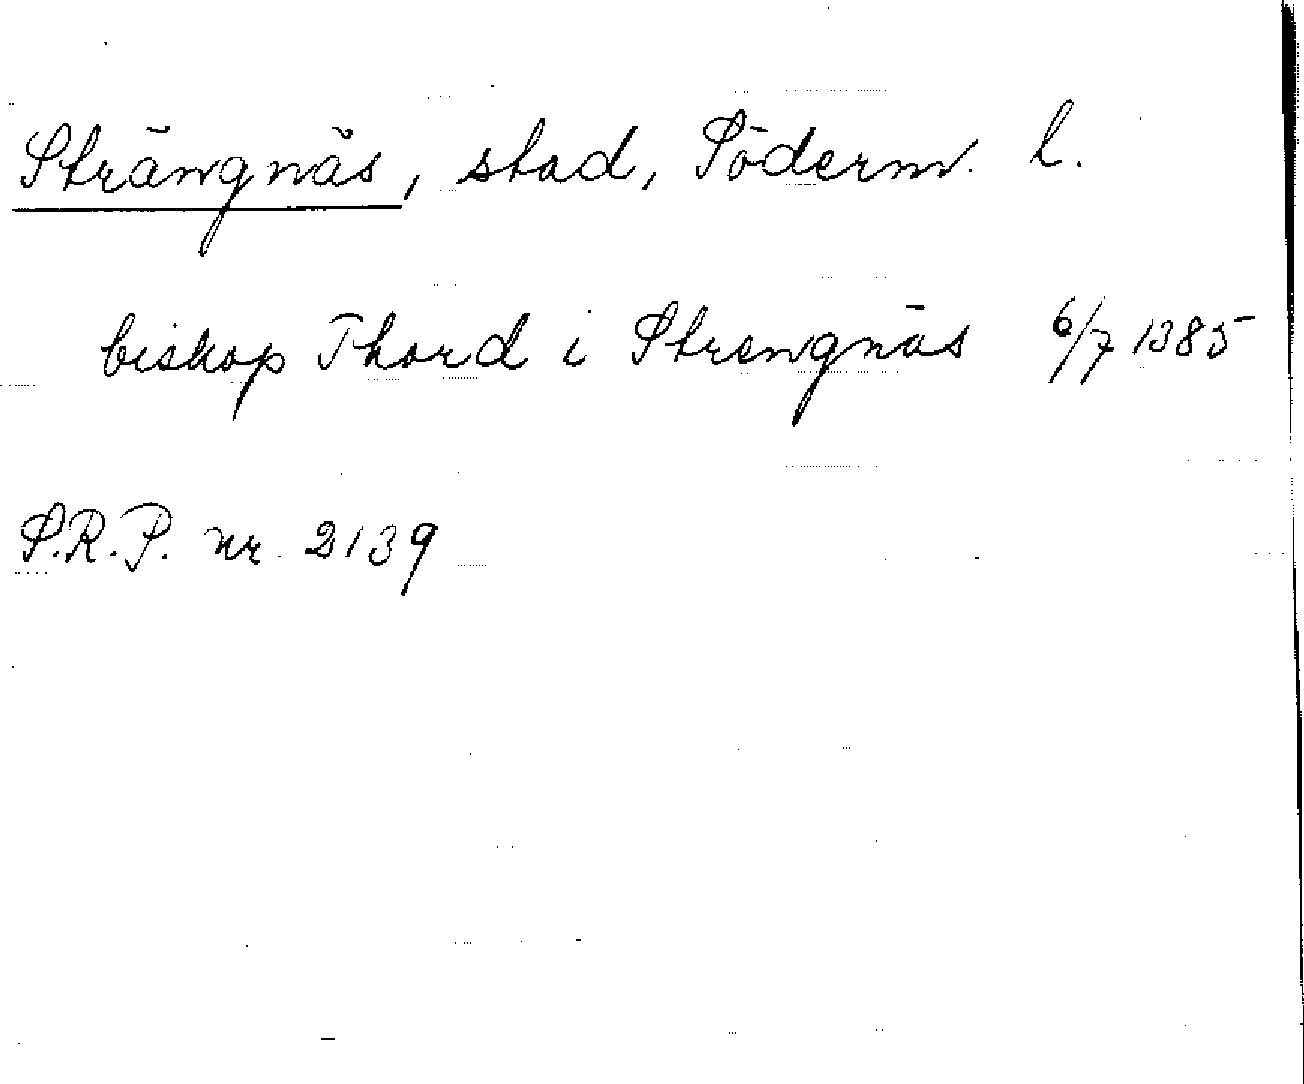 Strängnäs, stad, Söderm. l.
biskop Thord i Strengnäs 6/7 1385
S.R.P. nr 2139